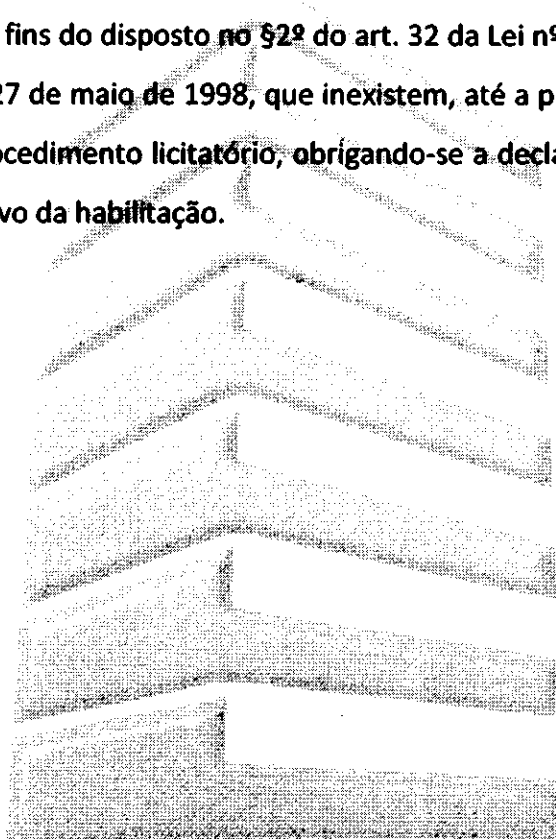 fins do disposto no §2º do art. 32 da Lei nº
27 de maio de 1998, que inexistem, até a p
ocedimento licitatório, obrigando-se a decla
vo da habilitação.